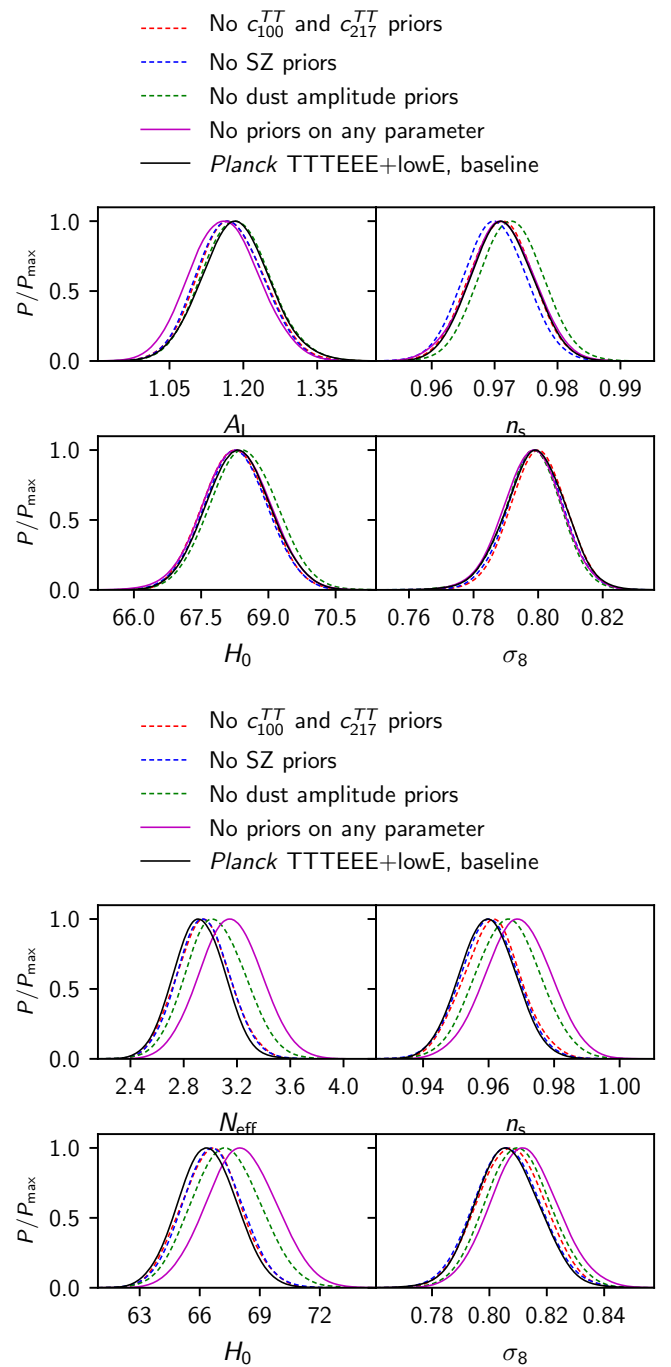 No c_100^TT and c_217^TT priors
No SZ priors
No dust amplitude priors
No priors on any parameter
Planck TTTEEE+lowE, baseline
P/P_max
1.0
0.5
0.0
1.05 1.20 1.35
0.96 0.97 0.98 0.99
A_L
n_s
P/P_max
1.0
0.5
0.0
66.0 67.5 69.0 70.5
0.76 0.78 0.80 0.82
H_0
σ_8
No c_100^TT and c_217^TT priors
No SZ priors
No dust amplitude priors
No priors on any parameter
Planck TTTEEE+lowE, baseline
P/P_max
1.0
0.5
0.0
2.4 2.8 3.2 3.6 4.0
0.94 0.96 0.98 1.00
N_eff
n_s
P/P_max
1.0
0.5
0.0
63 66 69 72
0.78 0.80 0.82 0.84
H_0
σ_8